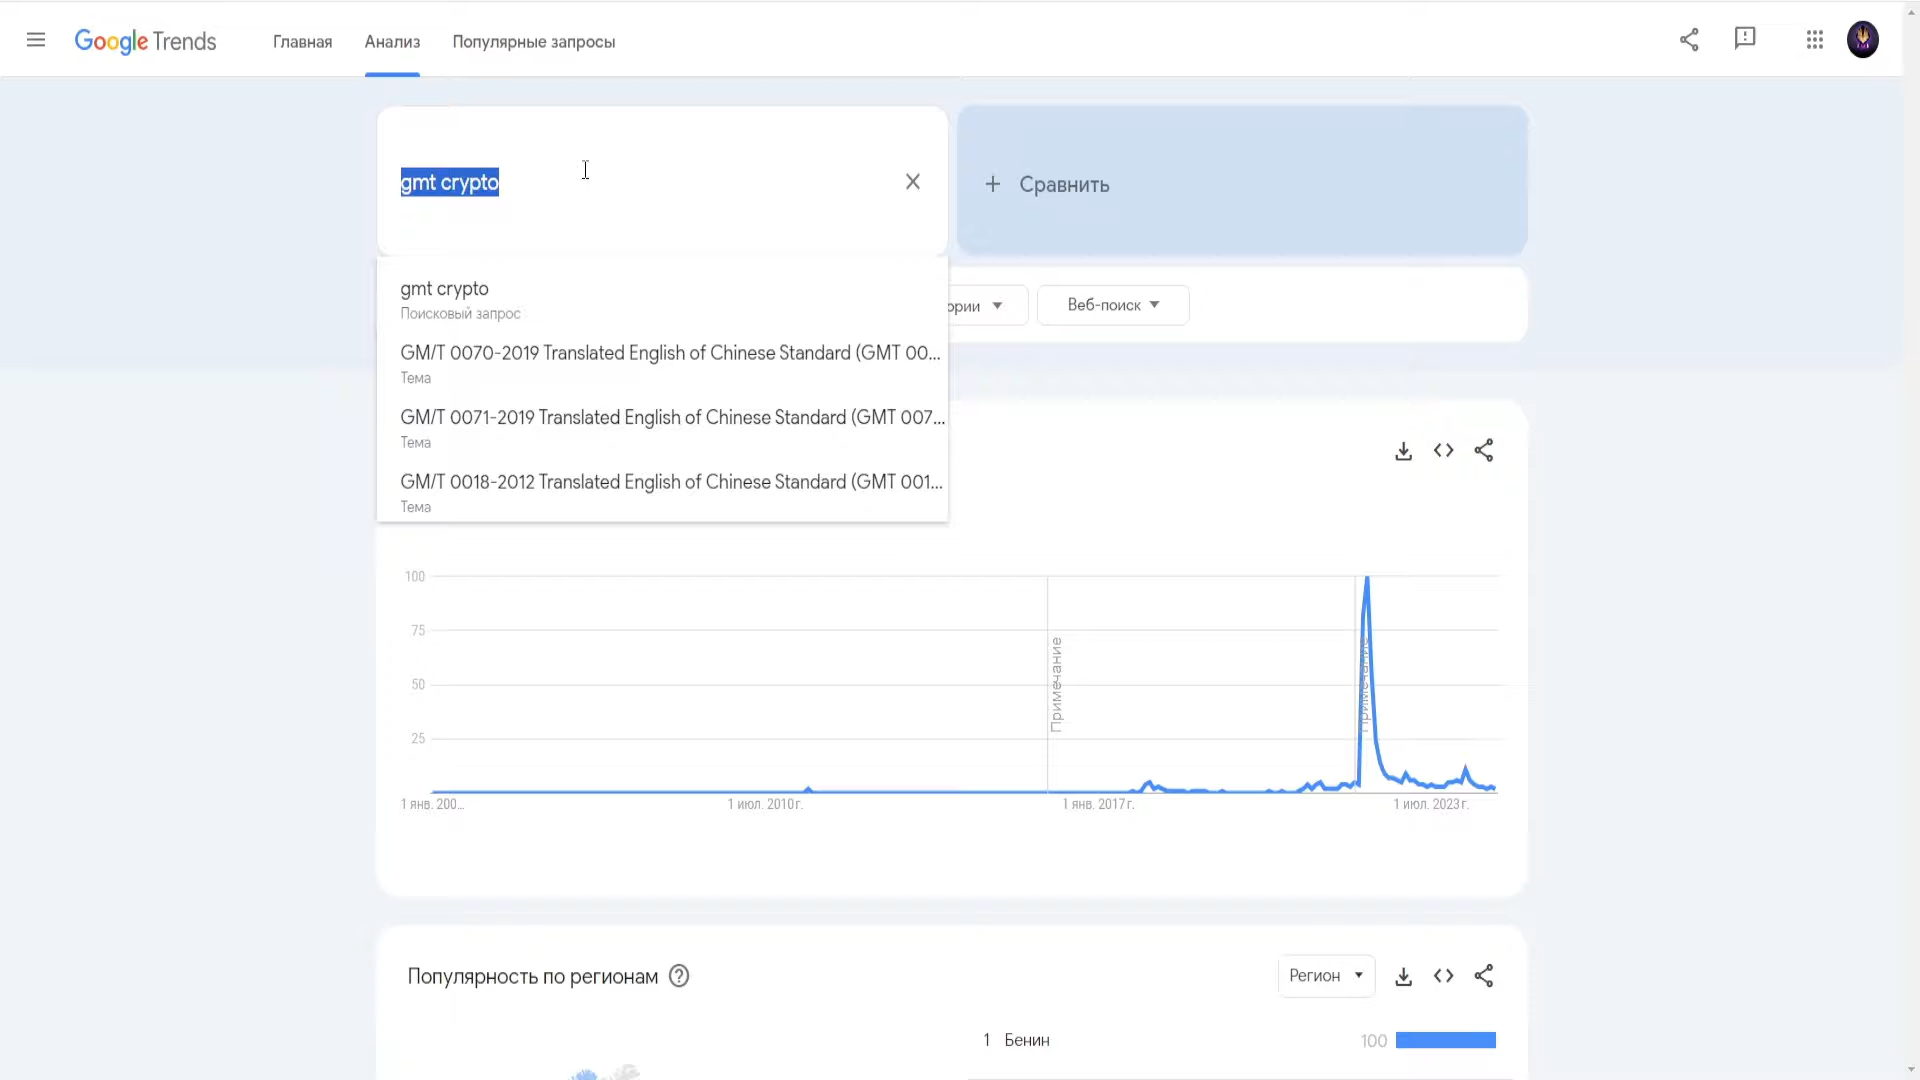 Google Trends
Главная
Анализ
Популярные запросы
gmt crypto
Сравнить
gmt crypto
Поисковый запрос
GM/T 0070-2019 Translated English of Chinese Standard (GMT 00...
Тема
GM/T 0071-2019 Translated English of Chinese Standard (GMT 007...
Тема
GM/T 0018-2012 Translated English of Chinese Standard (GMT 001...
Тема
ории
Веб-поиск
100
75
50
25
Примечание
Примечание
1 янв. 200...
1 июл. 2010 г.
1 янв. 2017 г.
1 июл. 2023 г.
Популярность по регионам
Регион
1 Бенин 100